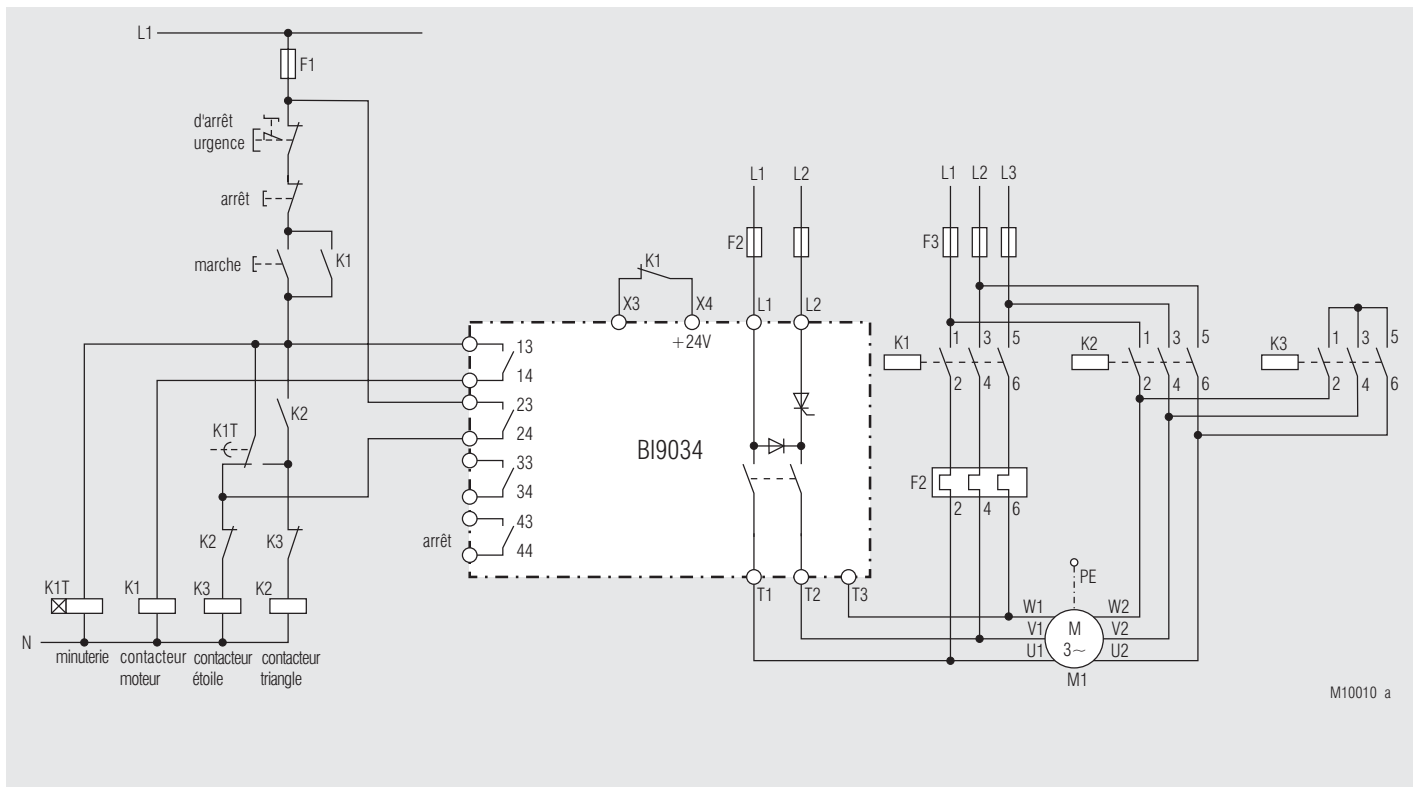 L1
F1
d'arrêt
urgence
arrêt
marche
K1
L1 L2
L1 L2 L3
F2
F3
K1
X3 X4
+24V
L1 L2
13
14
23
24
33
34
43
44
arrêt
BI9034
K1 1 3 5
2 4 6
K2 1 3 5
2 4 6
K3 1 3 5
2 4 6
K2
K1T
F2
2 4 6
K2 K3
K1T K1 K3 K2
N
minuterie
contacteur
moteur
contacteur
étoile
contacteur
triangle
T1 T2 T3
PE
W1 W2
V1 V2
U1 U2
M
3~
M1
M10010 a